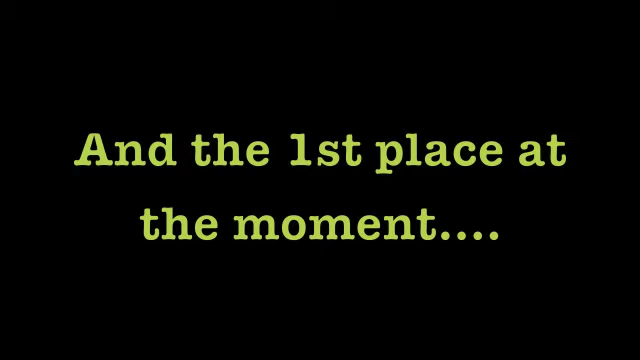 And the 1st place at
the moment....